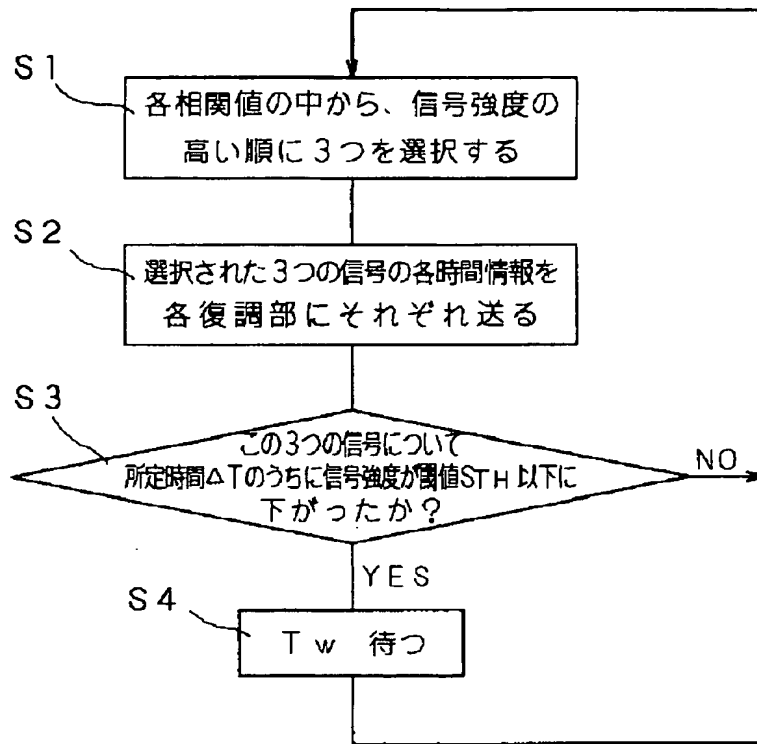 S1
各相関値の中から、信号強度の
高い順に3つを選択する
S2
選択された3つの信号の各時間情報を
各復調部にそれぞれ送る
S3
この3つの信号について
所定時間ΔTのうちに信号強度が閾値STH以下に
下がったか?
NO
YES
S4
Tw 待つ